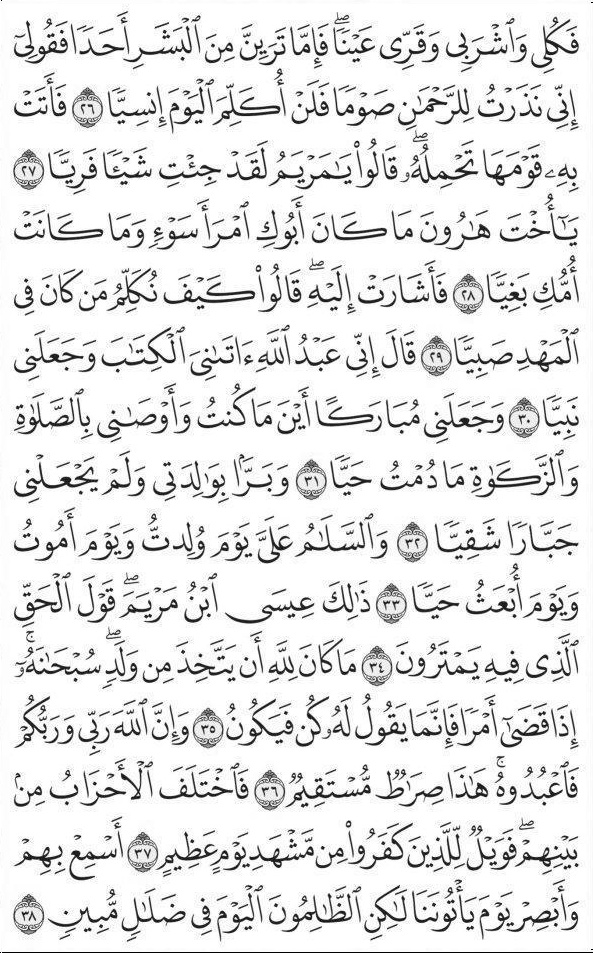 فَكُلِى وَٱشْرَبِى وَقَرِّى عَيْنًۭا ۖ فَإِمَّا تَرَيِنَّ مِنَ ٱلْبَشَرِ أَحَدًۭا فَقُولِىٓ
إِنِّى نَذَرْتُ لِلرَّحْمَـٰنِ صَوْمًۭا فَلَنْ أُكَلِّمَ ٱلْيَوْمَ إِنسِيًّۭا ٢٦ فَأَتَتْ
بِهِۦ قَوْمَهَا تَحْمِلُهُۥ ۖ قَالُوا۟ يَـٰمَرْيَمُ لَقَدْ جِئْتِ شَيْـًۭٔا فَرِيًّۭا ٢٧
يَـٰٓأُخْتَ هَـٰرُونَ مَا كَانَ أَبُوكِ ٱمْرَأَ سَوْءٍۢ وَمَا كَانَتْ
أُمُّكِ بَغِيًّۭا ٢٨ فَأَشَارَتْ إِلَيْهِ ۖ قَالُوا۟ كَيْفَ نُكَلِّمُ مَن كَانَ فِى
ٱلْمَهْدِ صَبِيًّۭا ٢٩ قَالَ إِنِّى عَبْدُ ٱللَّهِ ءَاتَىٰنِىَ ٱلْكِتَـٰبَ وَجَعَلَنِى
نَبِيًّۭا ٣٠ وَجَعَلَنِى مُبَارَكًا أَيْنَ مَا كُنتُ وَأَوْصَـٰنِى بِٱلصَّلَوٰةِ
وَٱلزَّكَوٰةِ مَا دُمْتُ حَيًّۭا ٣١ وَبَرًّۢا بِوَٰلِدَتِى وَلَمْ يَجْعَلْنِى
جَبَّارًۭا شَقِيًّۭا ٣٢ وَٱلسَّلَـٰمُ عَلَىَّ يَوْمَ وُلِدتُّ وَيَوْمَ أَمُوتُ
وَيَوْمَ أُبْعَثُ حَيًّۭا ٣٣ ذَٰلِكَ عِيسَى ٱبْنُ مَرْيَمَ ۚ قَوْلَ ٱلْحَقِّ
ٱلَّذِى فِيهِ يَمْتَرُونَ ٣٤ مَا كَانَ لِلَّهِ أَن يَتَّخِذَ مِن وَلَدٍۢ ۖ سُبْحَـٰنَهُۥٓ ۚ
إِذَا قَضَىٰٓ أَمْرًۭا فَإِنَّمَا يَقُولُ لَهُۥ كُن فَيَكُونُ ٣٥ وَإِنَّ ٱللَّهَ رَبِّى وَرَبُّكُمْ
فَٱعْبُدُوهُ ۚ هَـٰذَا صِرَٰطٌۭ مُّسْتَقِيمٌۭ ٣٦ فَٱخْتَلَفَ ٱلْأَحْزَابُ مِنۢ
بَيْنِهِمْ ۖ فَوَيْلٌۭ لِّلَّذِينَ كَفَرُوا۟ مِن مَّشْهَدِ يَوْمٍ عَظِيمٍ ٣٧ أَسْمِعْ بِهِمْ
وَأَبْصِرْ يَوْمَ يَأْتُونَنَا ۖ لَـٰكِنِ ٱلظَّـٰلِمُونَ ٱلْيَوْمَ فِى ضَلَـٰلٍۢ مُّبِينٍۢ ٣٨